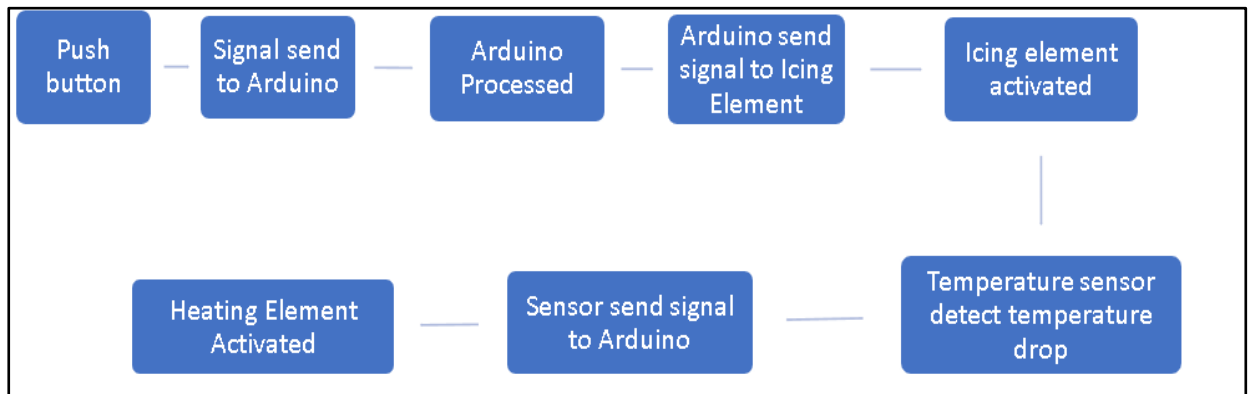 Push
button
Signal send
to Arduino
Arduino
Processed
Arduino send
signal to Icing
Element
Icing element
activated
Temperature sensor
detect temperature
drop
Sensor send signal
to Arduino
Heating Element
Activated